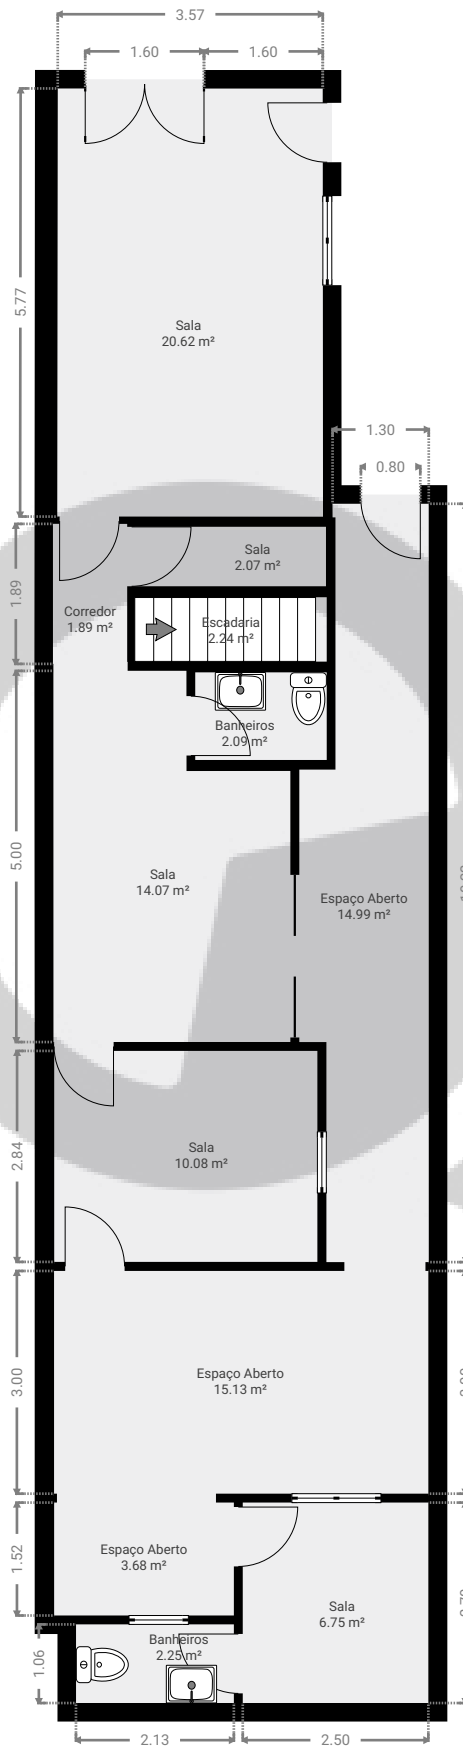 3.57
1.60
1.60
5.77
Sala
20.62 m²
1.30
0.80
1.89
Sala
2.07 m²
Corredor
1.89 m²
Escadaria
2.24 m²
Banheiros
2.09 m²
5.00
Sala
14.07 m²
Espaço Aberto
14.99 m²
2.84
Sala
10.08 m²
3.00
Espaço Aberto
15.13 m²
1.52
Espaço Aberto
3.68 m²
Sala
6.75 m²
1.06
Banheiros
2.25 m²
2.13
2.50